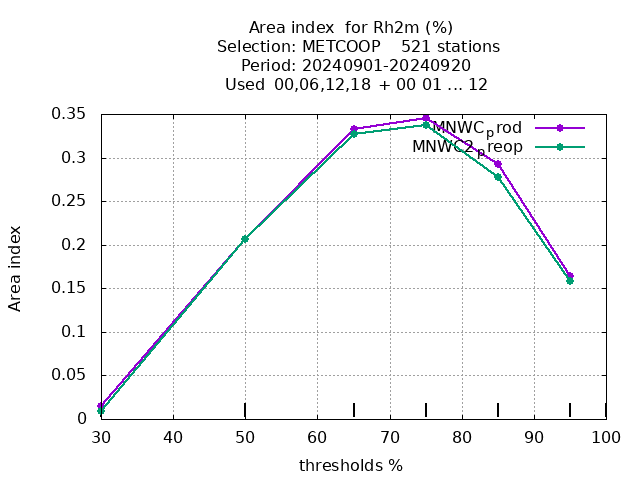 Area index  for Rh2m (%)
Selection: METCOOP    521 stations
Period: 20240901-20240920
Used  00,06,12,18 + 00 01 ... 12
0.35
0.3
0.25
0.2
0.15
0.1
0.05
0
Area index
MNWC_prod
MNWC2_preop
30 40 50 60 70 80 90 100
thresholds %